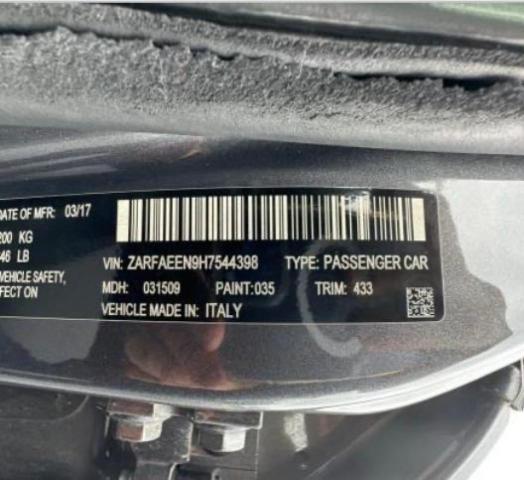 DATE OF MFR: 03/17
200 KG
46 LB
VEHICLE SAFETY,
EFFECT ON
VIN: ZARFAEEN9H7544398 TYPE: PASSENGER CAR
MDH: 031509 PAINT:035 TRIM: 433
VEHICLE MADE IN: ITALY